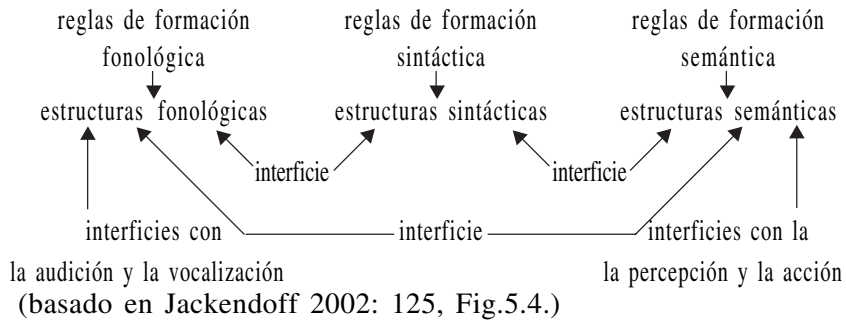 reglas de formación reglas de formación reglas de formación
fonológica sintáctica semántica
estructuras fonológicas estructuras sintácticas estructuras semánticas
interficie interficie
interficies con interficie interficies con la
la audición y la vocalización la percepción y la acción
(basado en Jackendoff 2002: 125, Fig.5.4.)